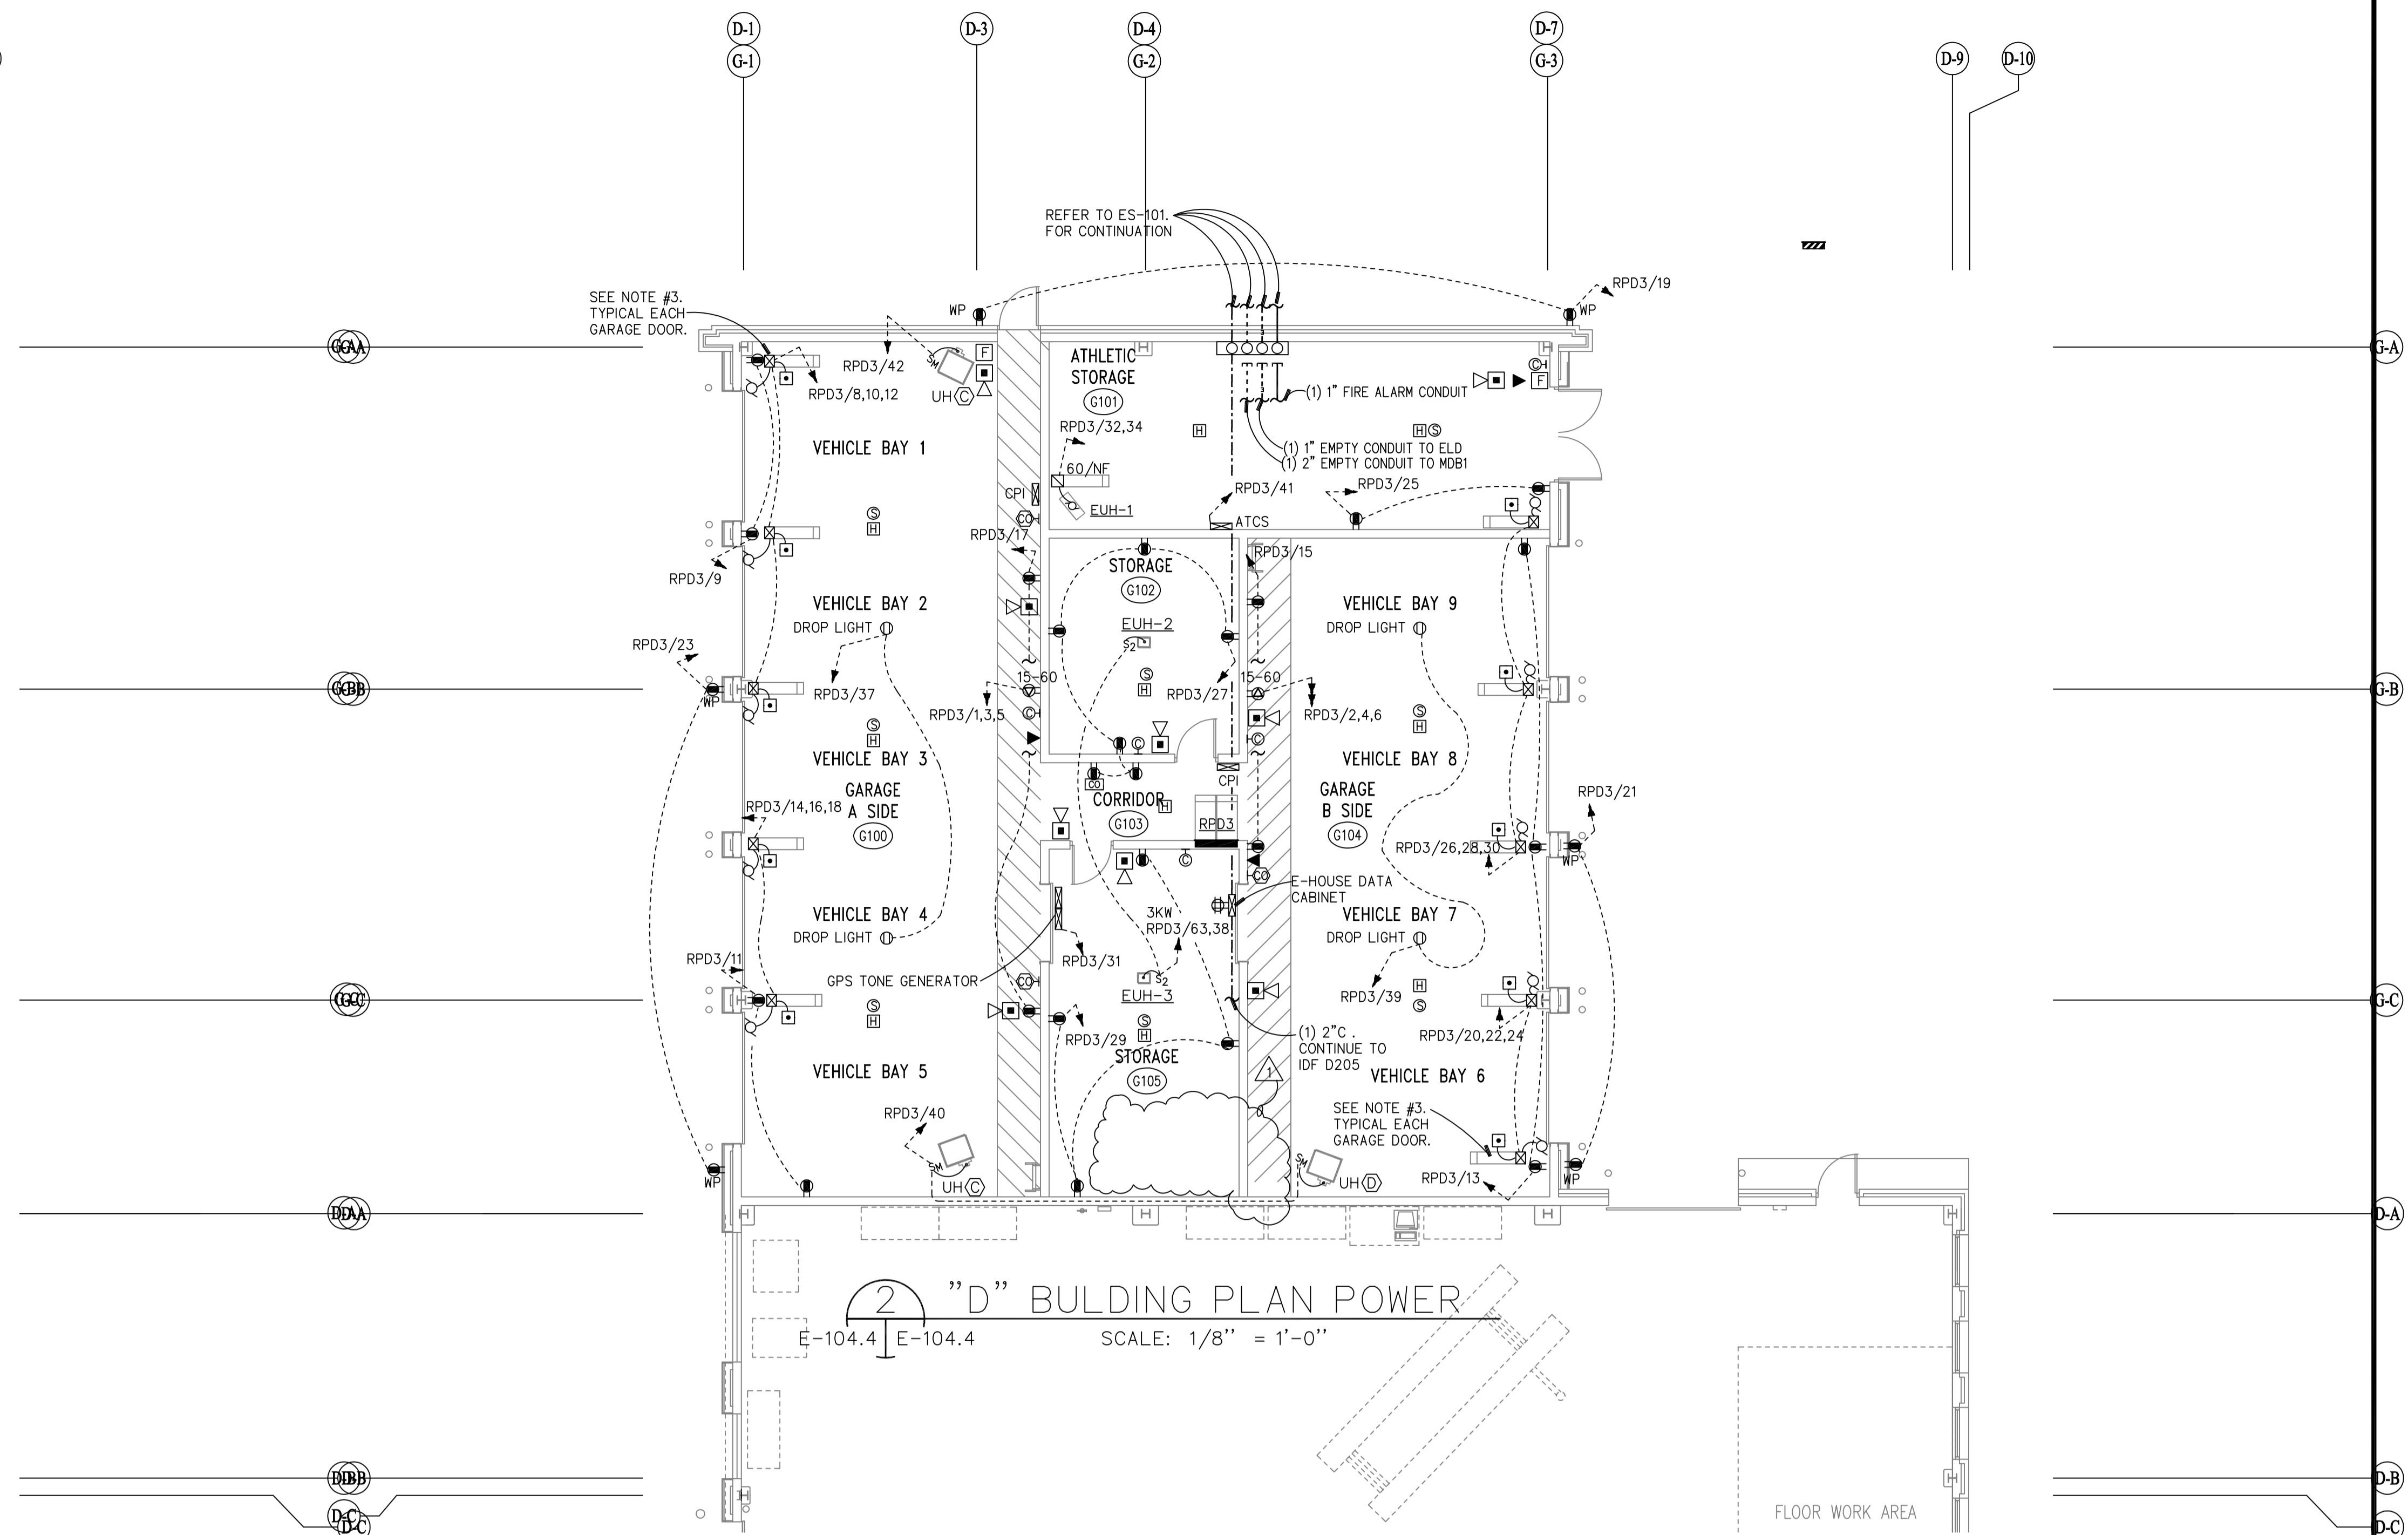 D-1
G-1
D-3
D-4
G-2
D-7
G-3
D-9
D-10
REFER TO ES-101.
FOR CONTINUATION
SEE NOTE #3.
TYPICAL EACH
GARAGE DOOR.
WP
WP
RPD3/19
G-A
RPD3/42
SM
UH C
F
RPD3/8,10,12
ATHLETIC
STORAGE
G101
RPD3/32,34
60/NF
CPI
EUH-1
CO
H
(1) 1" FIRE ALARM CONDUIT
(1) 1" EMPTY CONDUIT TO ELD
(1) 2" EMPTY CONDUIT TO MDB1
C
F
H S
RPD3/41
ATCS
RPD3/25
VEHICLE BAY 1
S
H
RPD3/17
RPD3/9
RPD3/15
STORAGE
G102
EUH-2
S2
S
H
RPD3/27
VEHICLE BAY 2
DROP LIGHT
RPD3/37
VEHICLE BAY 9
DROP LIGHT
RPD3/23
WP
G-B
15-60
RPD3/1,3,5
C
15-60
RPD3/2,4,6
C
S
H
VEHICLE BAY 3
S
H
VEHICLE BAY 8
C
CPI
CO
GARAGE
A SIDE
G100
RPD3/14,16,18
CORRIDOR
H
G103
RPD3
GARAGE
B SIDE
G104
RPD3/21
WP
RPD3/26,28,30
C
CO
E-HOUSE DATA
CABINET
VEHICLE BAY 4
DROP LIGHT
3KW
RPD3/63,38
VEHICLE BAY 7
DROP LIGHT
RPD3/11
RPD3/31
GPS TONE GENERATOR
CO
S2
EUH-3
RPD3/39
H
S
G-C
S
H
RPD3/29
S
H
STORAGE
G105
(1) 2"C .
CONTINUE TO
IDF D205
RPD3/20,22,24
VEHICLE BAY 5
1
VEHICLE BAY 6
RPD3/40
SM
UH C
SEE NOTE #3.
TYPICAL EACH
GARAGE DOOR.
SM
UH D
RPD3/13
WP
WP
D-A
2
"D" BULDING PLAN POWER
E-104.4
E-104.4
SCALE: 1/8" = 1'-0"
D-B
FLOOR WORK AREA
D-C
D-C
D-C